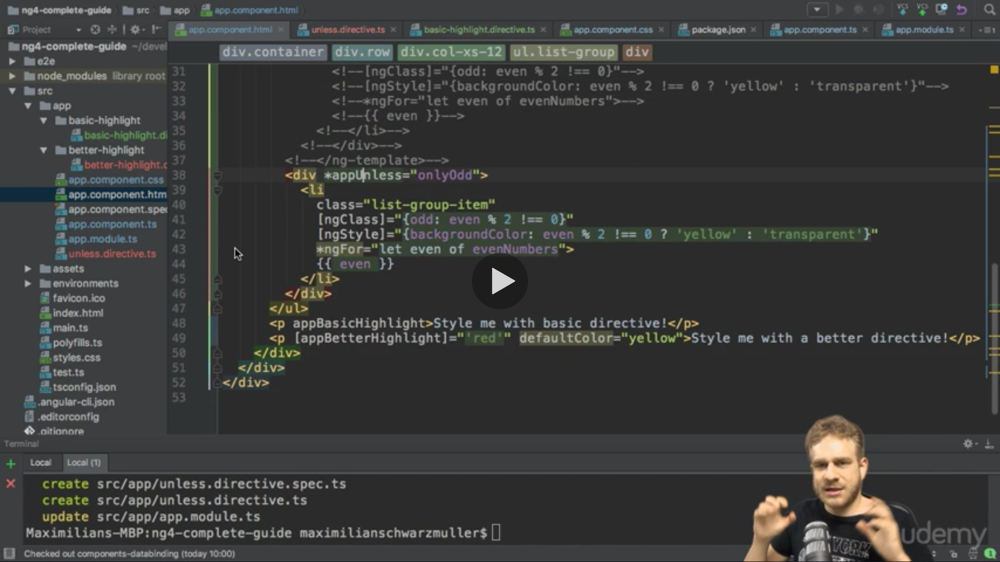 ng4-complete-guide src app app.component.html
Project
app.component.html unless.directive.ts basic-highlight.directive.ts app.component.css package.json app.component.ts app.module.ts
div.container div.row div.col-xs-12 ul.list-group div
ng4-complete-guide ~/devel
e2e
node_modules library root
src
app
basic-highlight
basic-highlight.di
better-highlight
better-highlight.c
app.component.css
app.component.htm
app.component.spec
app.component.ts
app.module.ts
unless.directive.ts
assets
environments
favicon.ico
index.html
main.ts
polyfills.ts
styles.css
test.ts
tsconfig.json
.angular-cli.json
.editorconfig
.gitignore
31 <!--[ngClass]="{odd: even % 2 !== 0}"-->
32 <!--[ngStyle]="{backgroundColor: even % 2 !== 0 ? 'yellow' : 'transparent'}"-->
33 <!--*ngFor="let even of evenNumbers">-->
34 <!--{{ even }}-->
35 <!--</li>-->
36 <!--</div>-->
37 <!--</ng-template>-->
38 <div *appUnless="onlyOdd">
39 <li
40 class="list-group-item"
41 [ngClass]="{odd: even % 2 !== 0}"
42 [ngStyle]="{backgroundColor: even % 2 !== 0 ? 'yellow' : 'transparent'}"
43 *ngFor="let even of evenNumbers">
44 {{ even }}
45 </li>
46 </div>
47 </ul>
48 <p appBasicHighlight>Style me with basic directive!</p>
49 <p [appBetterHighlight]="'red'" defaultColor="yellow">Style me with a better directive!</p>
50 </div>
51 </div>
52 </div>
53
Terminal
Local Local (1)
create src/app/unless.directive.spec.ts
create src/app/unless.directive.ts
update src/app/app.module.ts
Maximilians-MBP:ng4-complete-guide maximilianschwarzmuller$
udemy
Checked out components-databinding (today 10:00)